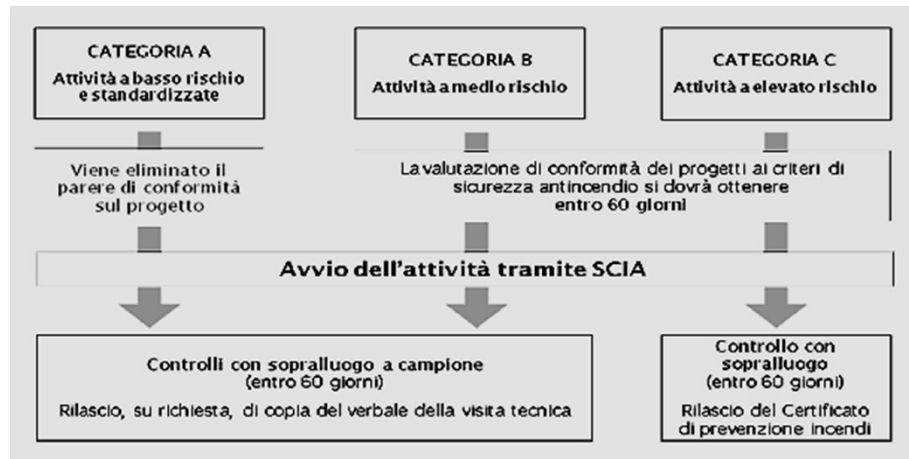 CATEGORIA A
Attività a basso rischio
e standardizzate
CATEGORIA B
Attività a medio rischio
CATEGORIA C
Attività a elevato rischio
Viene eliminato il
parere di conformità
sul progetto
La valutazione di conformità dei progetti ai criteri di
sicurezza antincendio si dovrà ottenere
entro 60 giorni
Avvio dell'attività tramite SCIA
Controlli con sopralluogo a campione
(entro 60 giorni)
Rilascio, su richiesta, di copia del verbale della visita tecnica
Controllo con
sopralluogo
(entro 60 giorni)
Rilascio del Certificato
di prevenzione incendi